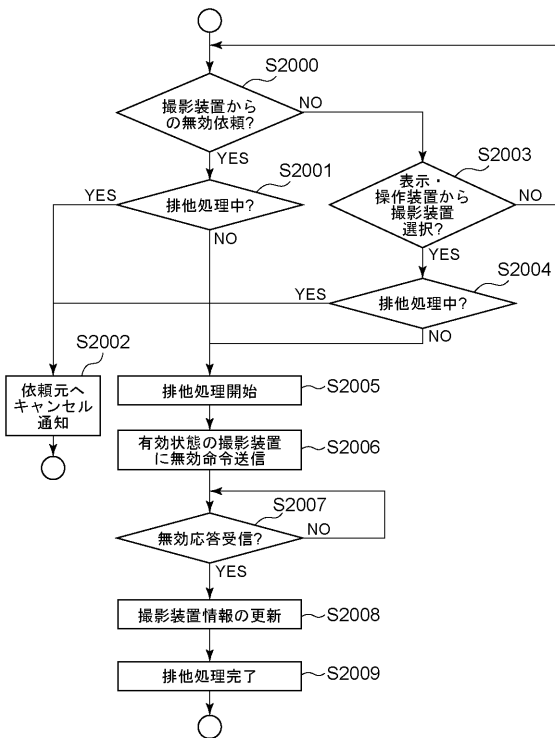 S2000
撮影装置から
の無効依頼?
NO
YES
S2001
排他処理中?
YES
NO
S2003
表示・
操作装置から
撮影装置
選択?
NO
YES
S2004
排他処理中?
YES
NO
S2002
依頼元へ
キャンセル
通知
排他処理開始
S2005
有効状態の撮影装置
に無効命令送信
S2006
S2007
無効応答受信?
NO
YES
撮影装置情報の更新
S2008
排他処理完了
S2009